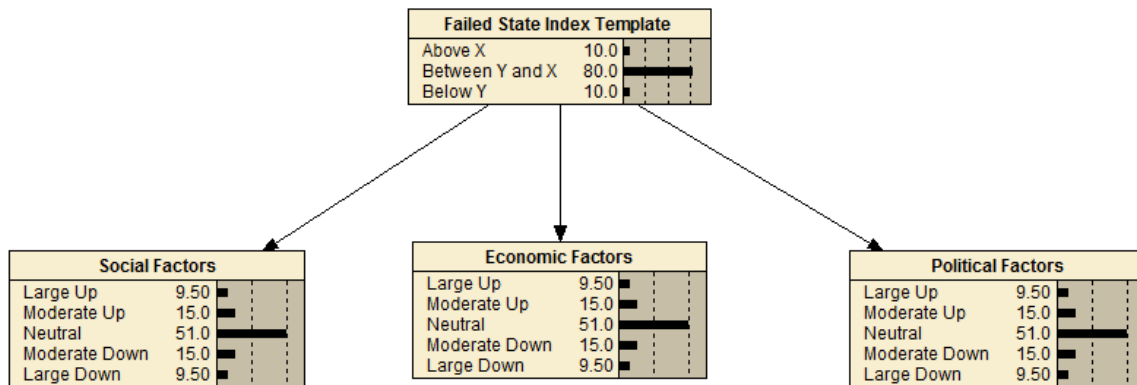 Failed State Index Template
Above X 10.0
Between Y and X 80.0
Below Y 10.0
Social Factors
Large Up 9.50
Moderate Up 15.0
Neutral 51.0
Moderate Down 15.0
Large Down 9.50
Economic Factors
Large Up 9.50
Moderate Up 15.0
Neutral 51.0
Moderate Down 15.0
Large Down 9.50
Political Factors
Large Up 9.50
Moderate Up 15.0
Neutral 51.0
Moderate Down 15.0
Large Down 9.50